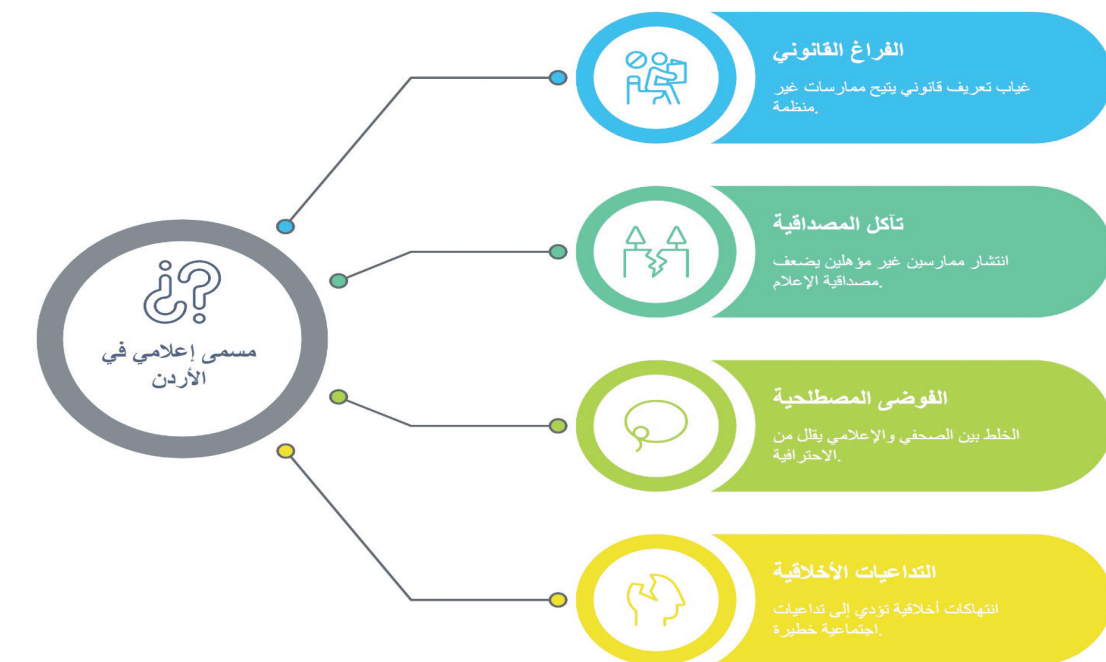 الفراغ القانوني
غياب تعريف قانوني يتيح ممارسات غير
منظمة.
تآكل المصداقية
انتشار ممارسين غير مؤهلين يضعف
مصداقية الإعلام.
؟?
مسمى إعلامي في
الأردن
الفوضى المصطلحية
الخلط بين الصحفي والإعلامي يقلل من
الاحترافية.
التداعيات الأخلاقية
انتهاكات أخلاقية تؤدي إلى تداعيات
اجتماعية خطيرة.